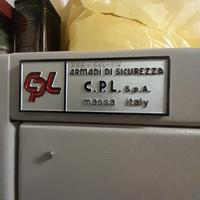 CPL
ARMADI DI SICUREZZA
C.P.L. S.p.A.
massa italy